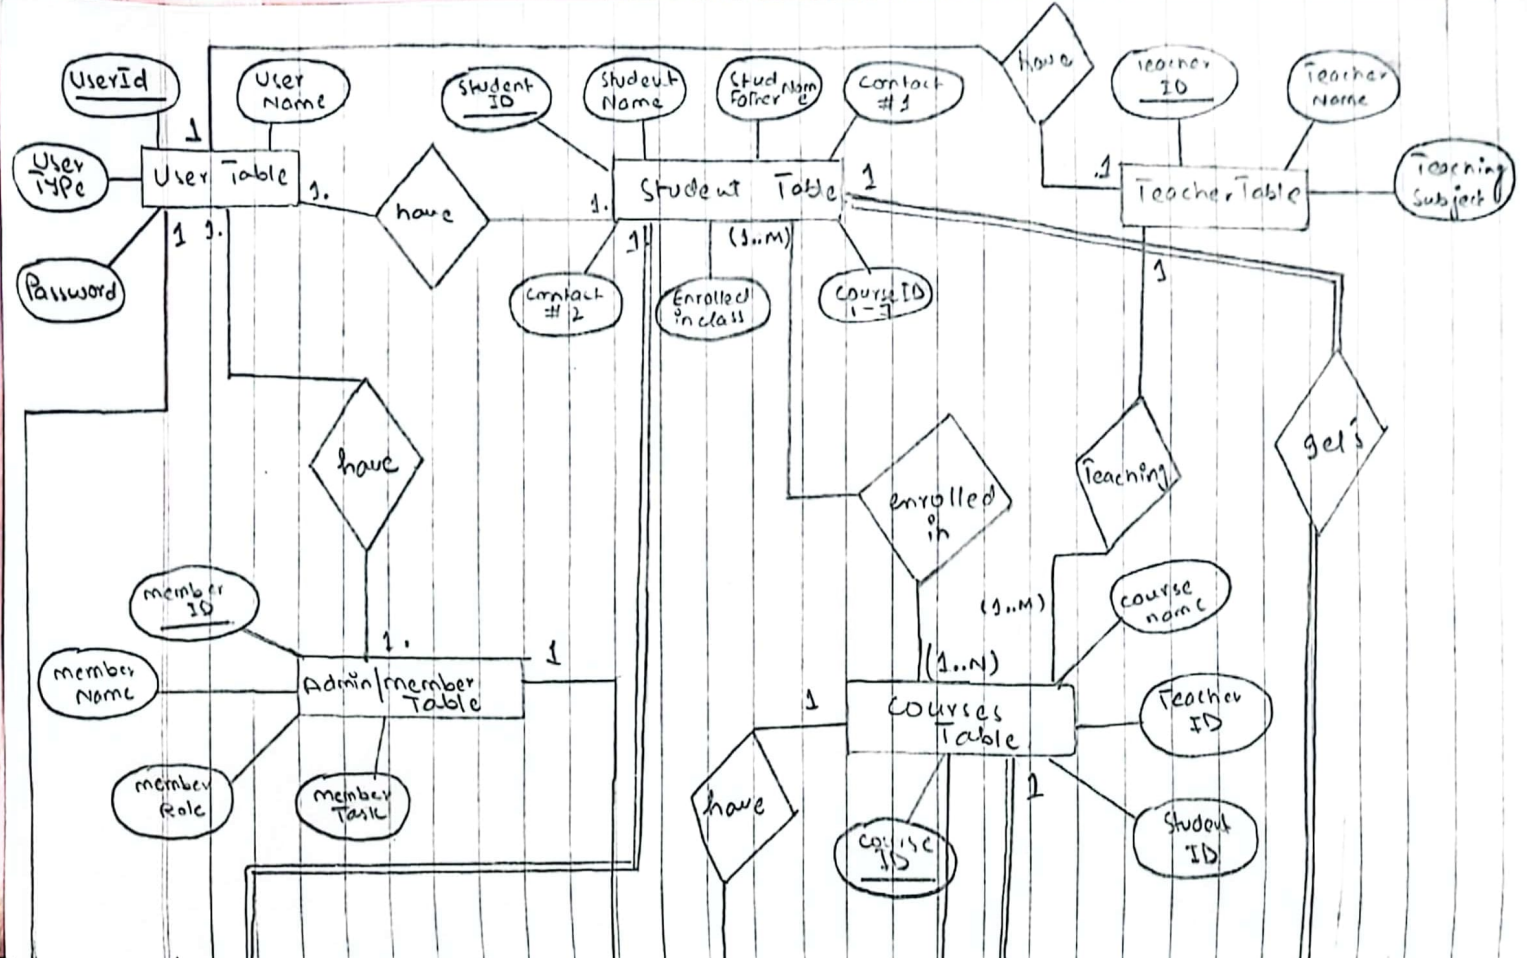 UserId
User
Name
Student
ID
Student
Name
Stud Name
Father
Contact
#1
have
Teacher
ID
Teacher
Name
User
Type
1
User Table
1.
have
1.
Student Table
1
.1
Teacher Table
Teaching
Subject
Password
1
1.
1
(1..M)
1
Contact
#2
Enrolled
in class
Course ID
1-7
have
enrolled
in
Teaching
get's
member
ID
(1..M)
course
name
1.
1
(1..N)
member
Name
Admin/member
Table
1
Courses
Table
Teacher
ID
member
Role
member
Task
have
1
Course
ID
Student
ID